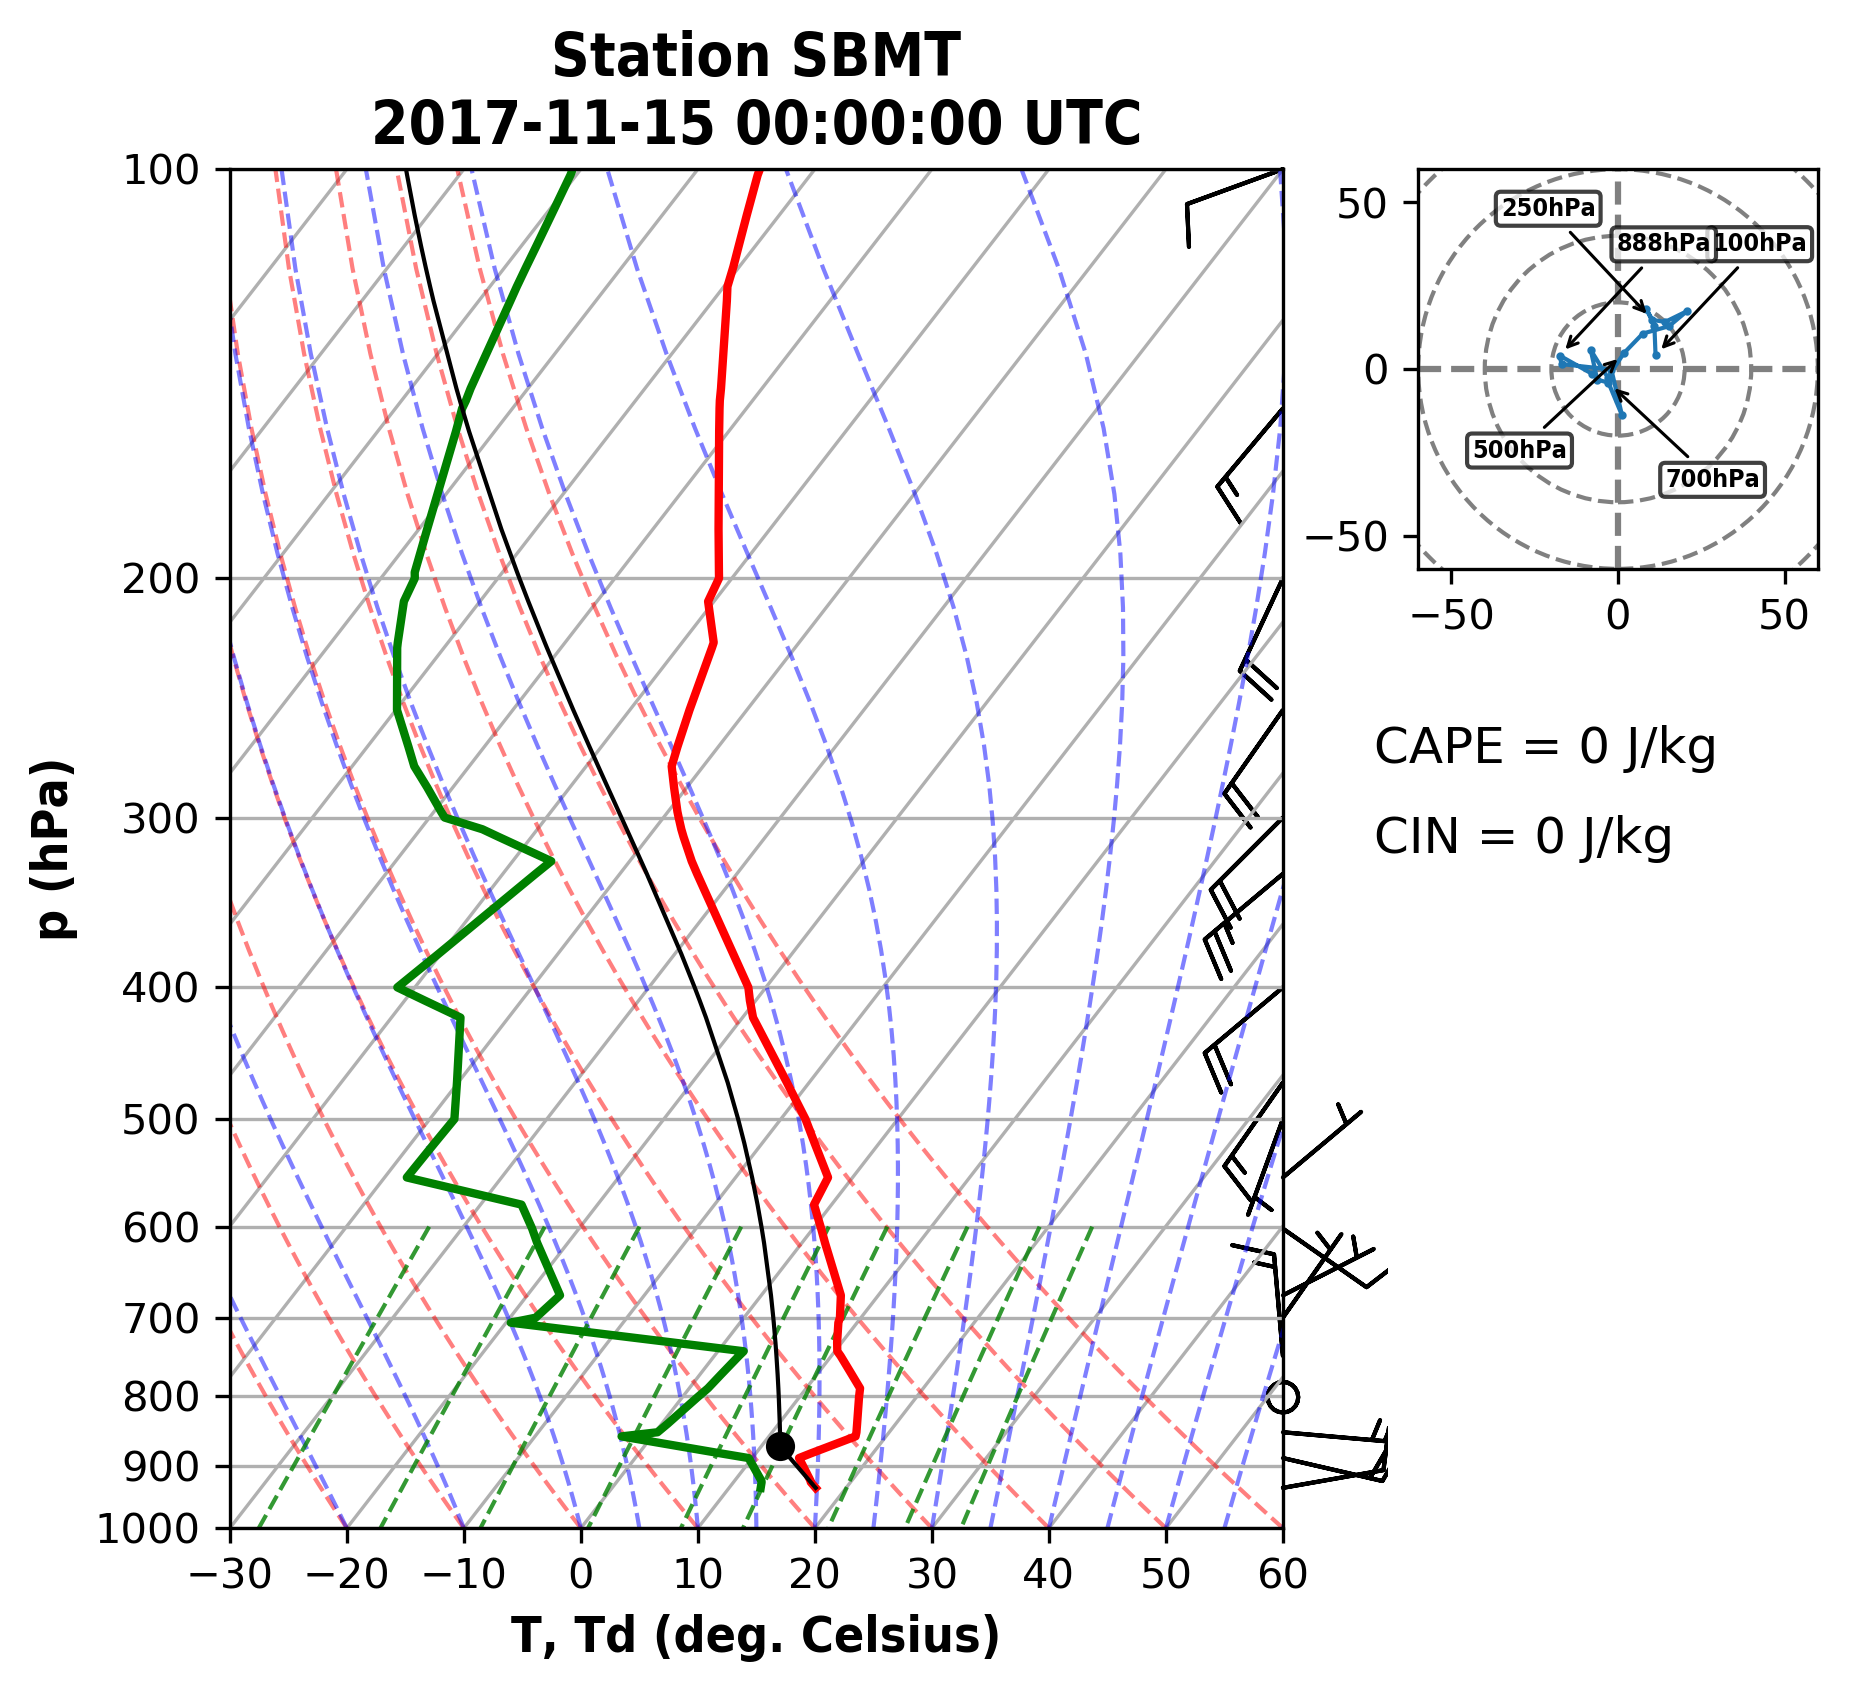 Station SBMT
2017-11-15 00:00:00 UTC
100
200
300
400
500
600
700
800
900
1000
p (hPa)
−30 −20 −10 0 10 20 30 40 50 60
T, Td (deg. Celsius)
50
0
−50
−50 0 50
250hPa
888hPa
100hPa
500hPa
700hPa
CAPE = 0 J/kg
CIN = 0 J/kg